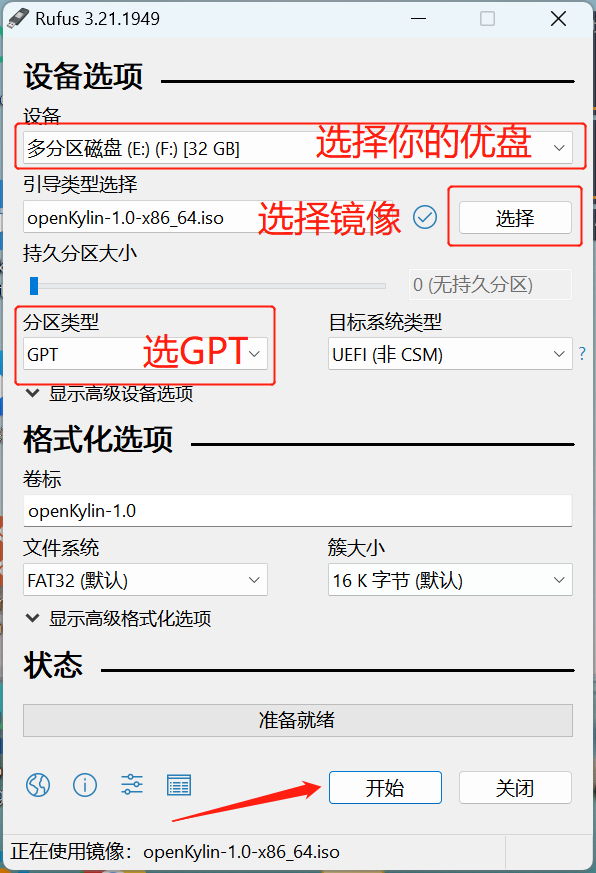 Rufus 3.21.1949
设备选项
设备
多分区磁盘 (E:) (F:) [32 GB]
选择你的优盘
引导类型选择
openKylin-1.0-x86_64.iso
选择镜像
选择
持久分区大小
0 (无持久分区)
分区类型
GPT
选GPT
目标系统类型
UEFI (非 CSM)
?
显示高级设备选项
格式化选项
卷标
openKylin-1.0
文件系统
FAT32 (默认)
簇大小
16 K 字节 (默认)
显示高级格式化选项
状态
准备就绪
开始
关闭
正在使用镜像：openKylin-1.0-x86_64.iso